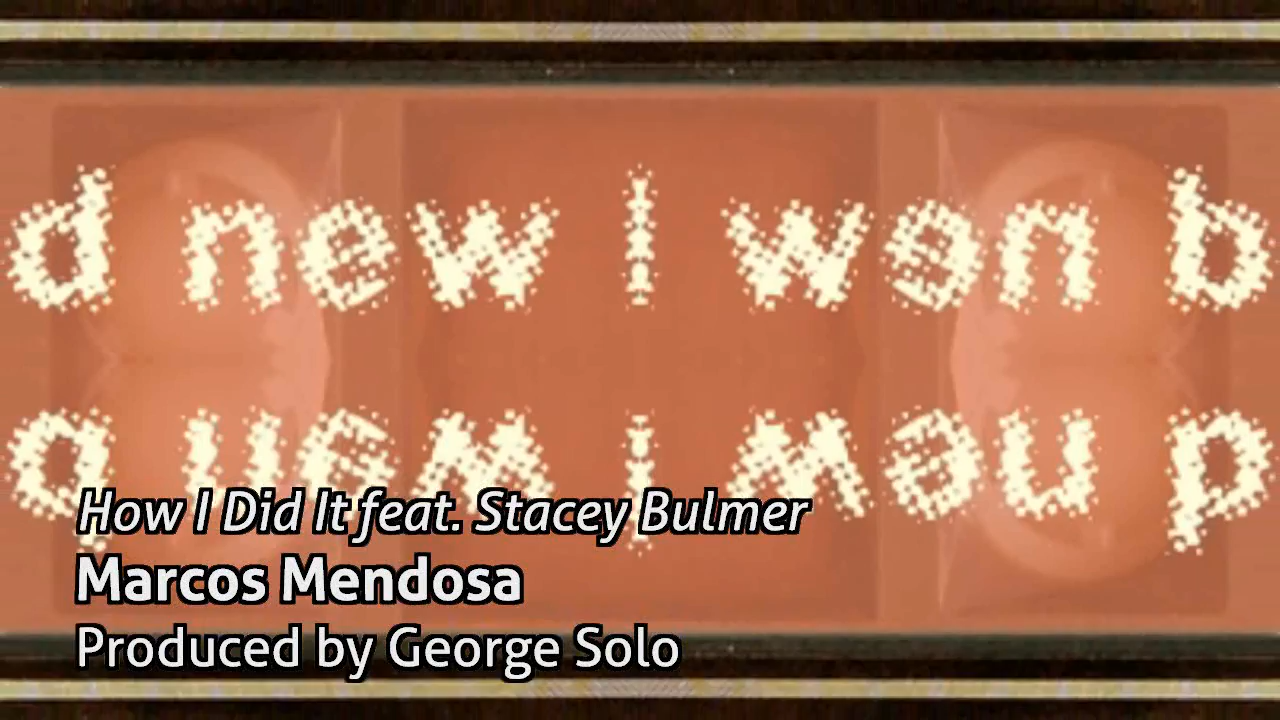 d new I wen b
How I Did It feat. Stacey Bulmer
Marcos Mendosa
Produced by George Solo